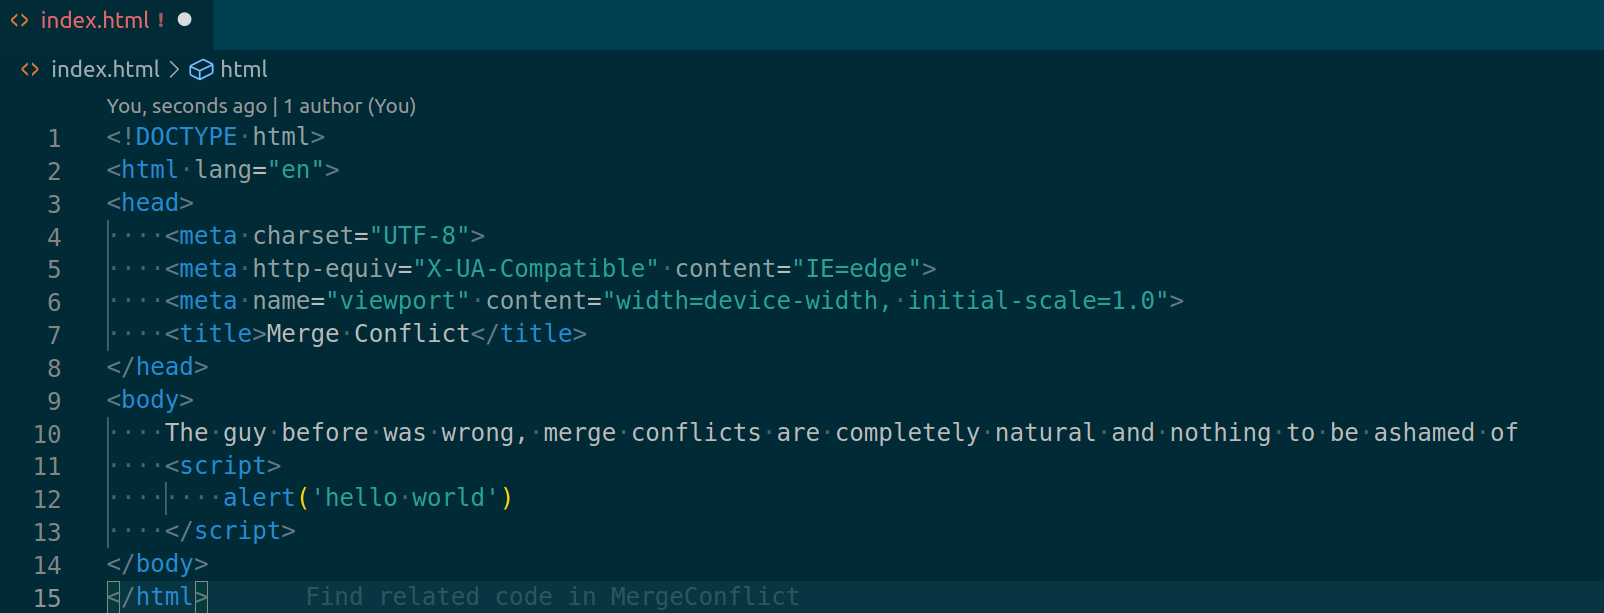 index.html !
index.html > html
You, seconds ago | 1 author (You)
1 <!DOCTYPE html>
2 <html lang="en">
3 <head>
4     <meta charset="UTF-8">
5     <meta http-equiv="X-UA-Compatible" content="IE=edge">
6     <meta name="viewport" content="width=device-width, initial-scale=1.0">
7     <title>Merge Conflict</title>
8 </head>
9 <body>
10     The guy before was wrong, merge conflicts are completely natural and nothing to be ashamed of
11     <script>
12         alert('hello world')
13     </script>
14 </body>
15 </html> Find related code in MergeConflict